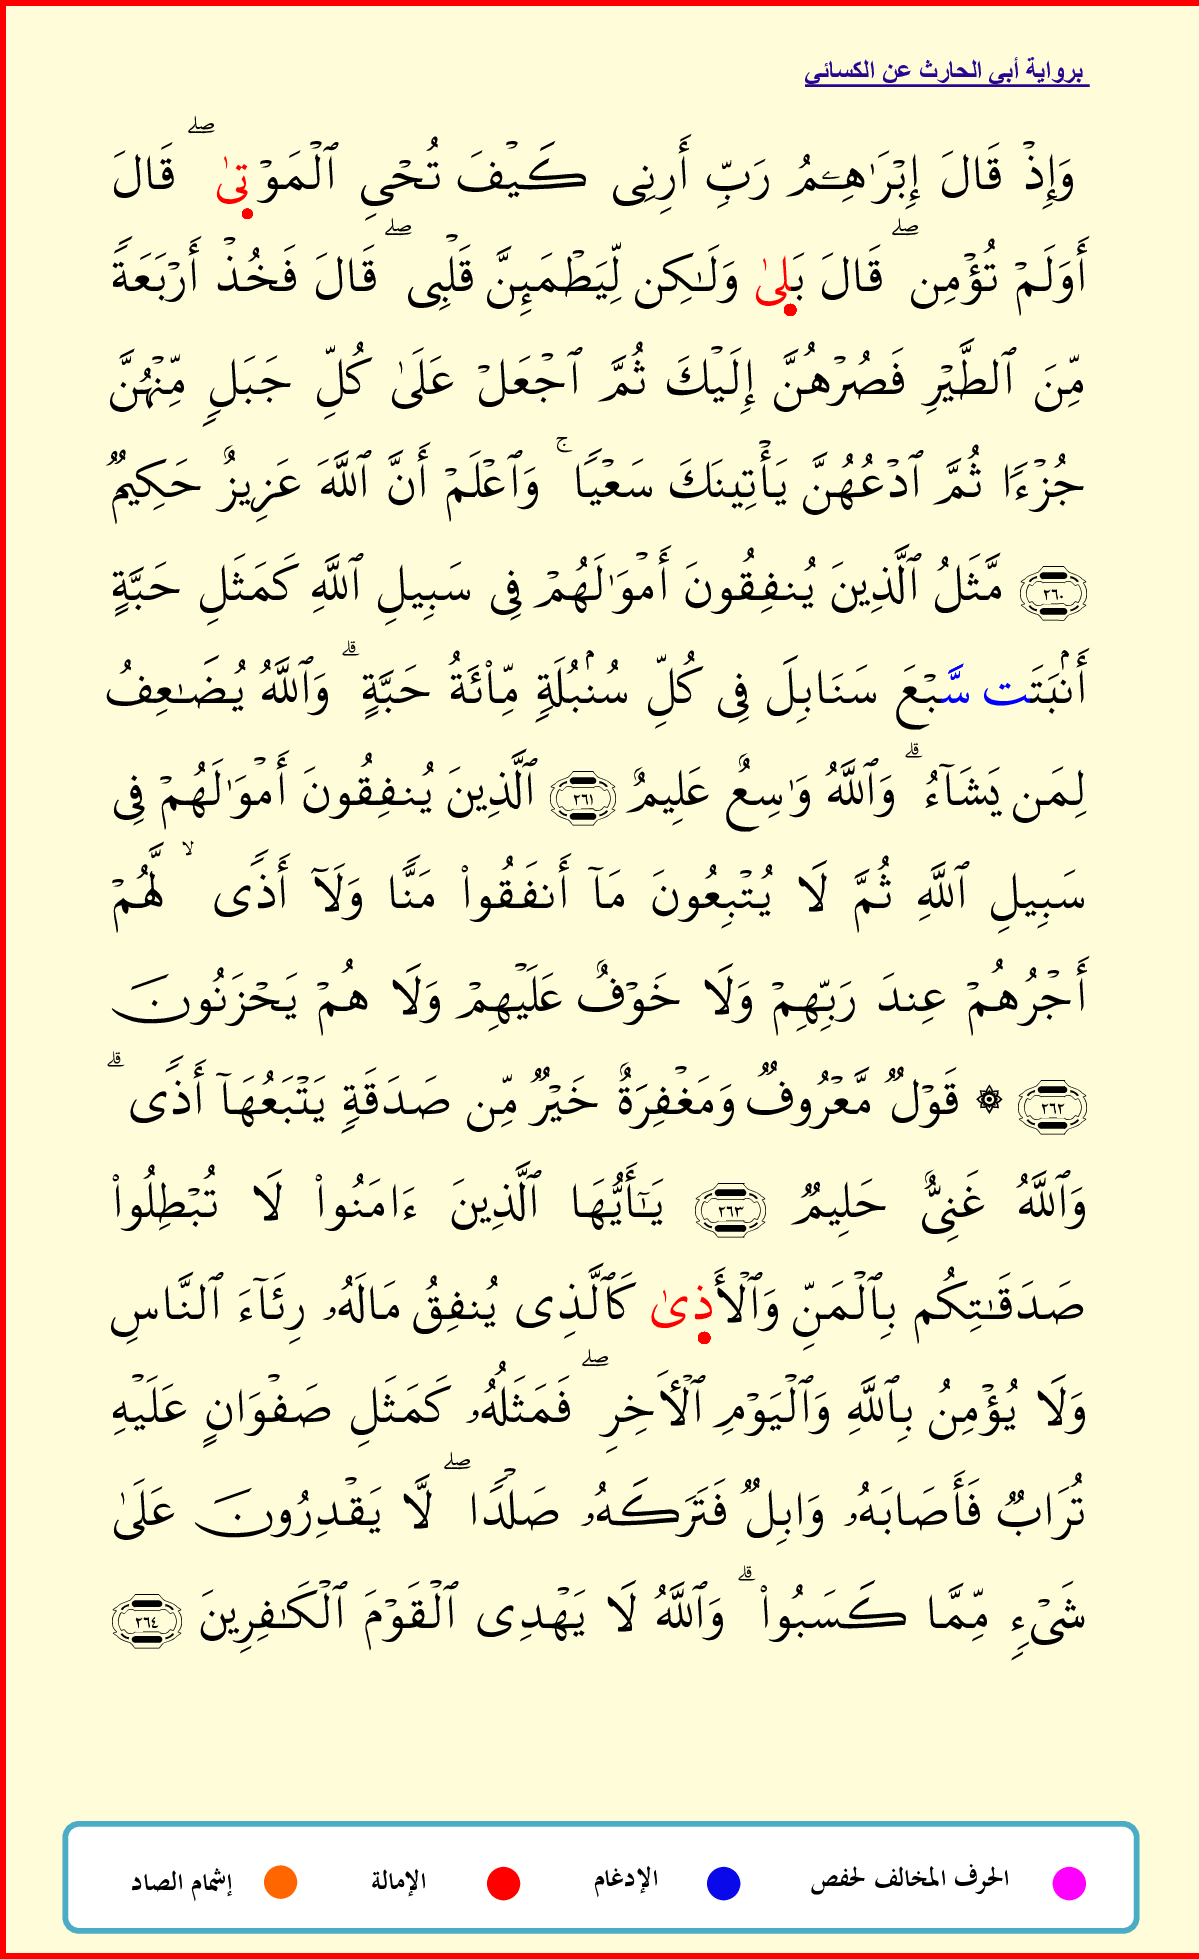 برواية أبي الحارث عن الكسائي
وَإِذۡ قَالَ إِبۡرَٰهِـۧمُ رَبِّ أَرِنِى كَيۡفَ تُحۡىِ ٱلۡمَوۡتىٰۖ قَالَ
أَوَلَمۡ تُؤۡمِنۖ قَالَ بَلىٰ وَلَـٰكِن لِّيَطۡمَئِنَّ قَلۡبِىۖ قَالَ فَخُذۡ أَرۡبَعَةٗ
مِّنَ ٱلطَّيۡرِ فَصُرۡهُنَّ إِلَيۡكَ ثُمَّ ٱجۡعَلۡ عَلَىٰ كُلِّ جَبَلٖ مِّنۡهُنَّ
جُزۡءٗا ثُمَّ ٱدۡعُهُنَّ يَأۡتِينَكَ سَعۡيٗاۚ وَٱعۡلَمۡ أَنَّ ٱللَّهَ عَزِيزٌ حَكِيمٞ
٢٦٠ مَّثَلُ ٱلَّذِينَ يُنفِقُونَ أَمۡوَٰلَهُمۡ فِى سَبِيلِ ٱللَّهِ كَمَثَلِ حَبَّةٍ
أَنۢبَتَت سَّبۡعَ سَنَابِلَ فِى كُلِّ سُنۢبُلَةٖ مِّاْئَةُ حَبَّةٖۗ وَٱللَّهُ يُضَـٰعِفُ
لِمَن يَشَآءُۗ وَٱللَّهُ وَٰسِعٌ عَلِيمٌ ٢٦١ ٱلَّذِينَ يُنفِقُونَ أَمۡوَٰلَهُمۡ فِى
سَبِيلِ ٱللَّهِ ثُمَّ لَا يُتۡبِعُونَ مَآ أَنفَقُواْ مَنّٗا وَلَآ أَذٗىۙ لَّهُمۡ
أَجۡرُهُمۡ عِندَ رَبِّهِمۡ وَلَا خَوۡفٌ عَلَيۡهِمۡ وَلَا هُمۡ يَحۡزَنُونَ
٢٦٢ ۞ قَوۡلٞ مَّعۡرُوفٞ وَمَغۡفِرَةٌ خَيۡرٞ مِّن صَدَقَةٖ يَتۡبَعُهَآ أَذٗىۗ
وَٱللَّهُ غَنِىٌّ حَلِيمٞ ٢٦٣ يَـٰٓأَيُّهَا ٱلَّذِينَ ءَامَنُواْ لَا تُبۡطِلُواْ
صَدَقَـٰتِكُم بِٱلۡمَنِّ وَٱلۡأَذىٰ كَٱلَّذِى يُنفِقُ مَالَهُۥ رِئَآءَ ٱلنَّاسِ
وَلَا يُؤۡمِنُ بِٱللَّهِ وَٱلۡيَوۡمِ ٱلۡأَخِرِۖ فَمَثَلُهُۥ كَمَثَلِ صَفۡوَانٍ عَلَيۡهِ
تُرَابٞ فَأَصَابَهُۥ وَابِلٞ فَتَرَكَهُۥ صَلۡدٗاۖ لَّا يَقۡدِرُونَ عَلَىٰ
شَىۡءٖ مِّمَّا كَسَبُواْۗ وَٱللَّهُ لَا يَهۡدِى ٱلۡقَوۡمَ ٱلۡكَـٰفِرِينَ ٢٦٤
الحرف المخالف لحفص الإدغام الإمالة إشمام الصاد